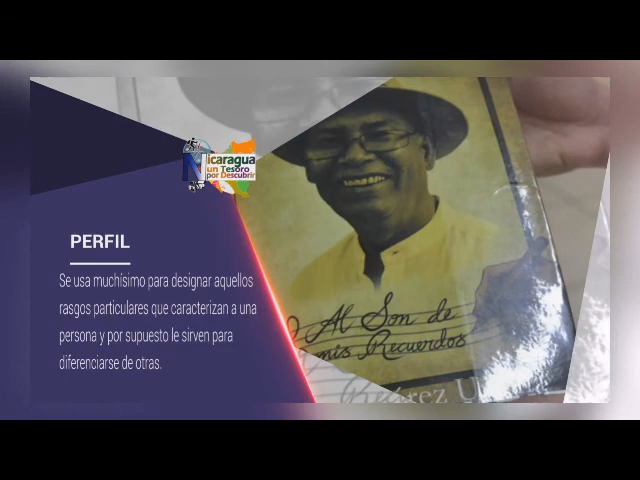 Nicaragua
un Tesoro
por Descubrir
PERFIL
Se usa muchísimo para designar aquellos
rasgos particulares que caracterizan a una
persona y por supuesto le sirven para
diferenciarse de otras.
Al Son de
mis Recuerdos